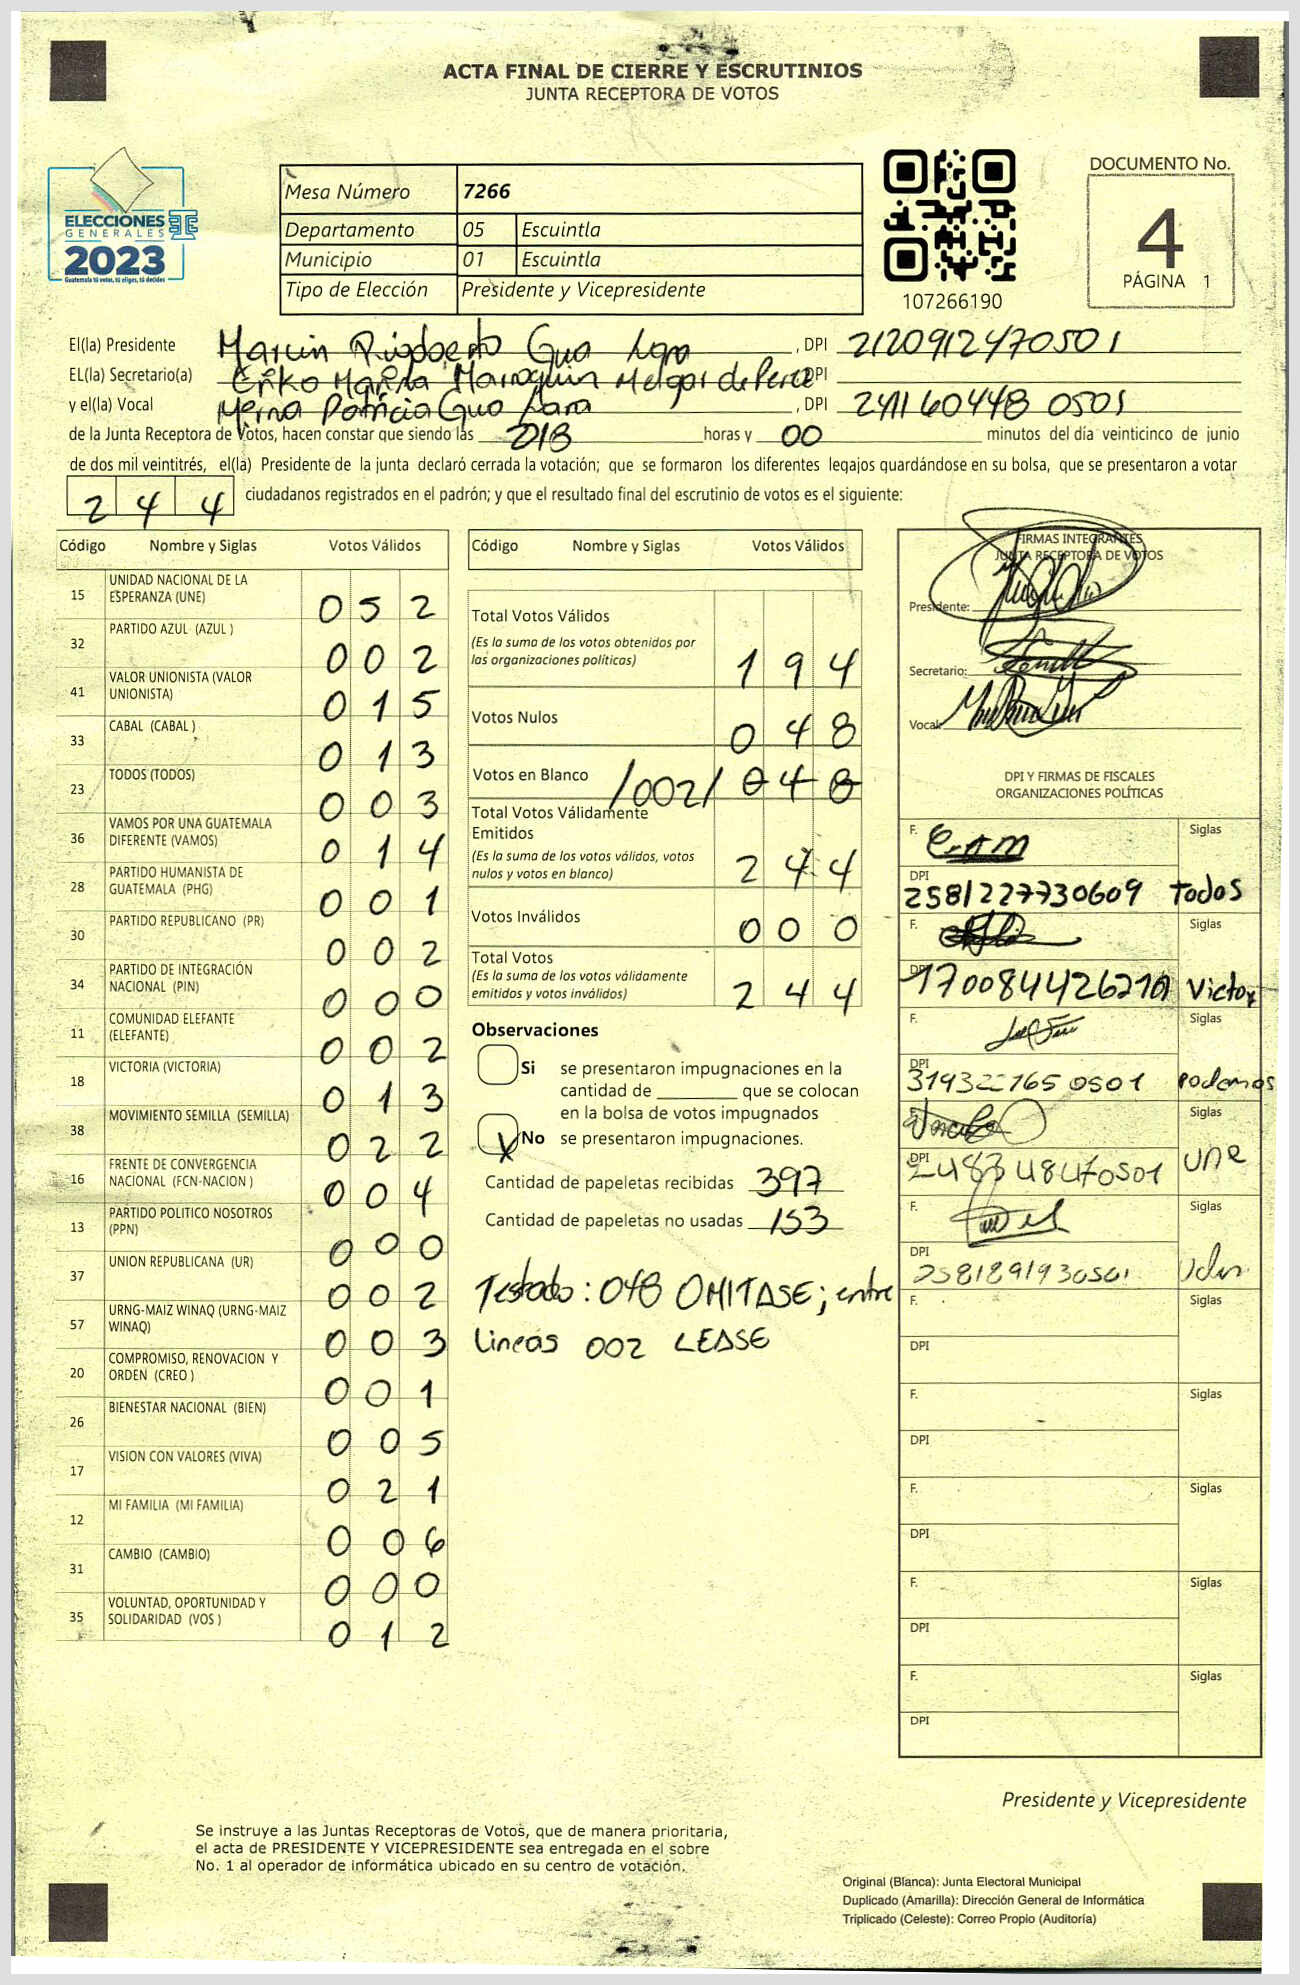 ACTA FINAL DE CIERRE Y ESCRUTINIOS
JUNTA RECEPTORA DE VOTOS
ELECCIONES
GENERALES
2023
Guatemala tú votas, tú eliges, tú decides
Mesa Número 7266
Departamento 05 Escuintla
Municipio 01 Escuintla
Tipo de Elección Presidente y Vicepresidente
107266190
DOCUMENTO No.
4
PÁGINA 1
El(la) Presidente Marvin Rigoberto Guo Lara , DPI 2120912470501
EL(la) Secretario(a) Erika Marina Marroquin Melgar de Perez DPI
y el(la) Vocal Mirna Patricia Guo Lara , DPI 2411604480501
de la Junta Receptora de Votos, hacen constar que siendo las 2018 horas y 00 minutos del día veinticinco de junio
de dos mil veintitrés, el(la) Presidente de la junta declaró cerrada la votación; que se formaron los diferentes legajos guardándose en su bolsa, que se presentaron a votar
2 4 4 ciudadanos registrados en el padrón; y que el resultado final del escrutinio de votos es el siguiente:
Código Nombre y Siglas Votos Válidos
15 UNIDAD NACIONAL DE LA ESPERANZA (UNE) 0 5 2
32 PARTIDO AZUL (AZUL ) 0 0 2
41 VALOR UNIONISTA (VALOR UNIONISTA) 0 1 5
33 CABAL (CABAL ) 0 1 3
23 TODOS (TODOS) 0 0 3
36 VAMOS POR UNA GUATEMALA DIFERENTE (VAMOS) 0 1 4
28 PARTIDO HUMANISTA DE GUATEMALA (PHG) 0 0 1
30 PARTIDO REPUBLICANO (PR) 0 0 2
34 PARTIDO DE INTEGRACIÓN NACIONAL (PIN) 0 0 0
11 COMUNIDAD ELEFANTE (ELEFANTE) 0 0 2
18 VICTORIA (VICTORIA) 0 1 3
38 MOVIMIENTO SEMILLA (SEMILLA) 0 2 2
16 FRENTE DE CONVERGENCIA NACIONAL (FCN-NACION ) 0 0 4
13 PARTIDO POLITICO NOSOTROS (PPN) 0 0 0
37 UNION REPUBLICANA (UR) 0 0 2
57 URNG-MAIZ WINAQ (URNG-MAIZ WINAQ) 0 0 3
20 COMPROMISO, RENOVACION Y ORDEN (CREO ) 0 0 1
26 BIENESTAR NACIONAL (BIEN) 0 0 5
17 VISION CON VALORES (VIVA) 0 2 1
12 MI FAMILIA (MI FAMILIA) 0 0 6
31 CAMBIO (CAMBIO) 0 0 0
35 VOLUNTAD, OPORTUNIDAD Y SOLIDARIDAD (VOS ) 0 1 2
Código Nombre y Siglas Votos Válidos
Total Votos Válidos
(Es la suma de los votos obtenidos por
las organizaciones políticas) 1 9 4
Votos Nulos 0 4 8
Votos en Blanco /002/ 0 4 8
Total Votos Válidamente
Emitidos
(Es la suma de los votos válidos, votos
nulos y votos en blanco) 2 4 4
Votos Inválidos 0 0 0
Total Votos
(Es la suma de los votos válidamente
emitidos y votos inválidos) 2 4 4
Observaciones
Si se presentaron impugnaciones en la
cantidad de ________ que se colocan
en la bolsa de votos impugnados
X No se presentaron impugnaciones.
Cantidad de papeletas recibidas 397
Cantidad de papeletas no usadas 153
Testado: 048 OMITASE; entre
lineas 002 LEASE
FIRMAS INTEGRANTES
JUNTA RECEPTORA DE VOTOS
Presidente:
Secretario:
Vocal:
DPI Y FIRMAS DE FISCALES
ORGANIZACIONES POLÍTICAS
F. Siglas
DPI
2581227730609 Todos
F. Siglas
DPI
Victor
F. Siglas
DPI
3193221650501 Podemos
F. Siglas
DPI
2483484770501 UNE
F. Siglas
DPI
2581891930501
F. Siglas
DPI
F. Siglas
DPI
F. Siglas
DPI
F. Siglas
DPI
F. Siglas
DPI
Presidente y Vicepresidente
Se instruye a las Juntas Receptoras de Votos, que de manera prioritaria,
el acta de PRESIDENTE Y VICEPRESIDENTE sea entregada en el sobre
No. 1 al operador de informática ubicado en su centro de votación.
Original (Blanca): Junta Electoral Municipal
Duplicado (Amarilla): Dirección General de Informática
Triplicado (Celeste): Correo Propio (Auditoría)